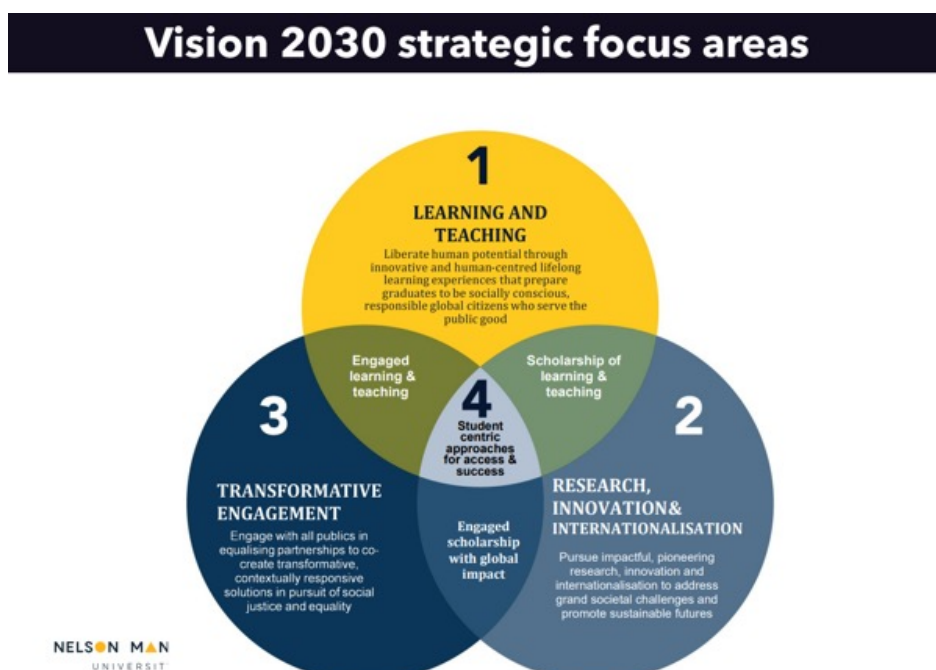 Vision 2030 strategic focus areas
1
LEARNING AND
TEACHING
Liberate human potential through
innovative and human-centred lifelong
learning experiences that prepare
graduates to be socially conscious,
responsible global citizens who serve the
public good
Engaged
learning &
teaching
Scholarship of
learning &
teaching
4
Student
centric
approaches
for access &
success
3
TRANSFORMATIVE
ENGAGEMENT
Engage with all publics in
equalising partnerships to co-
create transformative,
contextually responsive
solutions in pursuit of social
justice and equality
Engaged
scholarship
with global
impact
2
RESEARCH,
INNOVATION&
INTERNATIONALISATION
Pursue impactful, pioneering
research, innovation and
internationalisation to address
grand societal challenges and
promote sustainable futures
NELSON MAN
UNIVERSIT